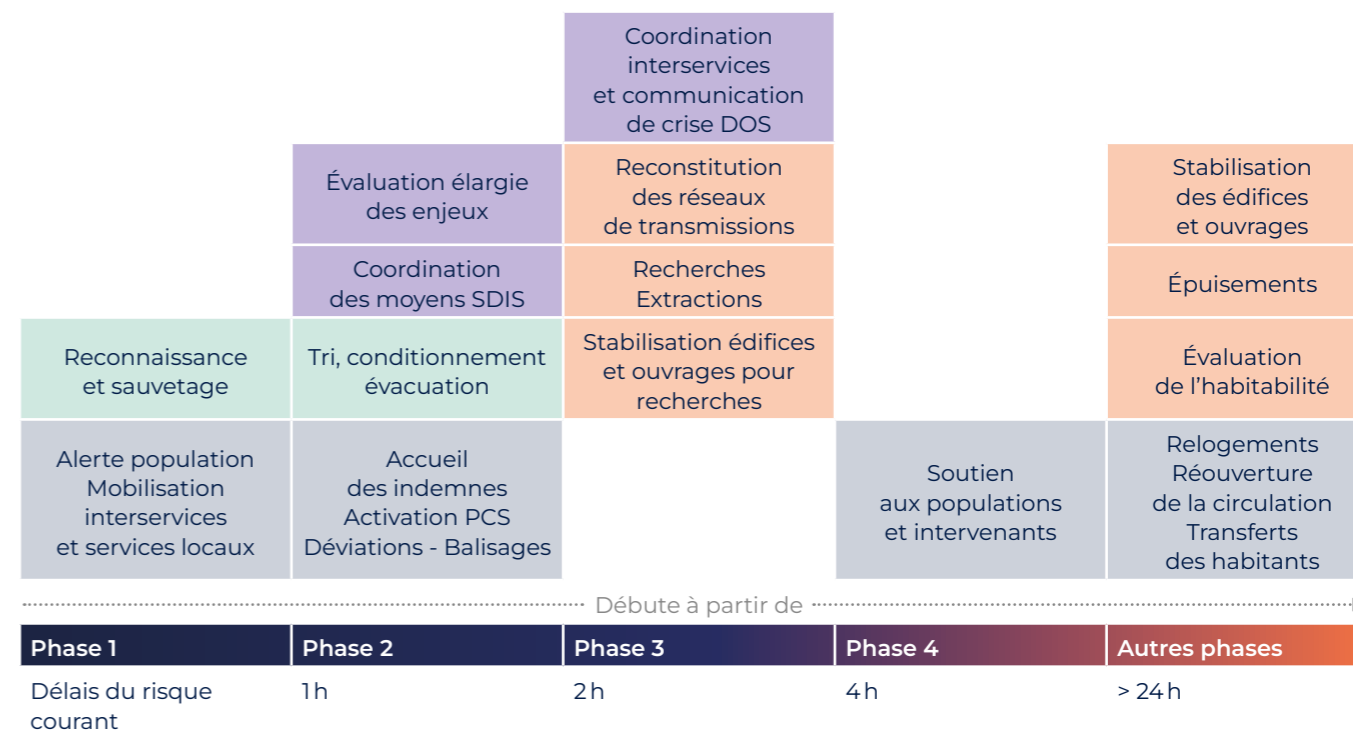 Coordination
interservices
et communication
de crise DOS
Évaluation élargie
des enjeux
Reconstitution
des réseaux
de transmissions
Stabilisation
des édifices
et ouvrages
Coordination
des moyens SDIS
Recherches
Extractions
Épuisements
Reconnaissance
et sauvetage
Tri, conditionnement
évacuation
Stabilisation édifices
et ouvrages pour
recherches
Évaluation
de l’habitabilité
Alerte population
Mobilisation
interservices
et services locaux
Accueil
des indemnes
Activation PCS
Déviations - Balisages
Soutien
aux populations
et intervenants
Relogements
Réouverture
de la circulation
Transferts
des habitants
Débute à partir de
Phase 1
Phase 2
Phase 3
Phase 4
Autres phases
Délais du risque
courant
1 h
2 h
4 h
> 24 h